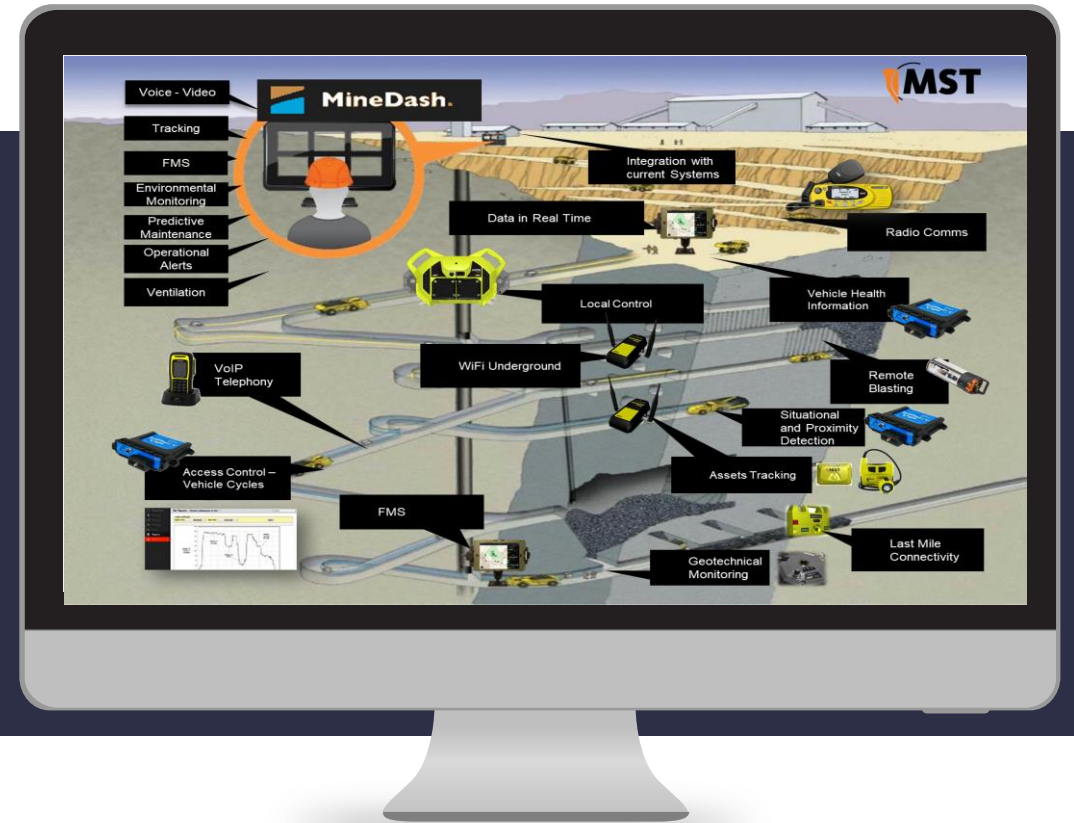 MST
Voice - Video
MineDash.
Tracking
FMS
Environmental
Monitoring
Predictive
Maintenance
Operational
Alerts
Ventilation
Integration with
current Systems
Data in Real Time
Radio Comms
Local Control
Vehicle Health
Information
WiFi Underground
VoIP
Telephony
Remote
Blasting
Situational
and Proximity
Detection
Access Control –
Vehicle Cycles
Assets Tracking
FMS
Last Mile
Connectivity
Geotechnical
Monitoring